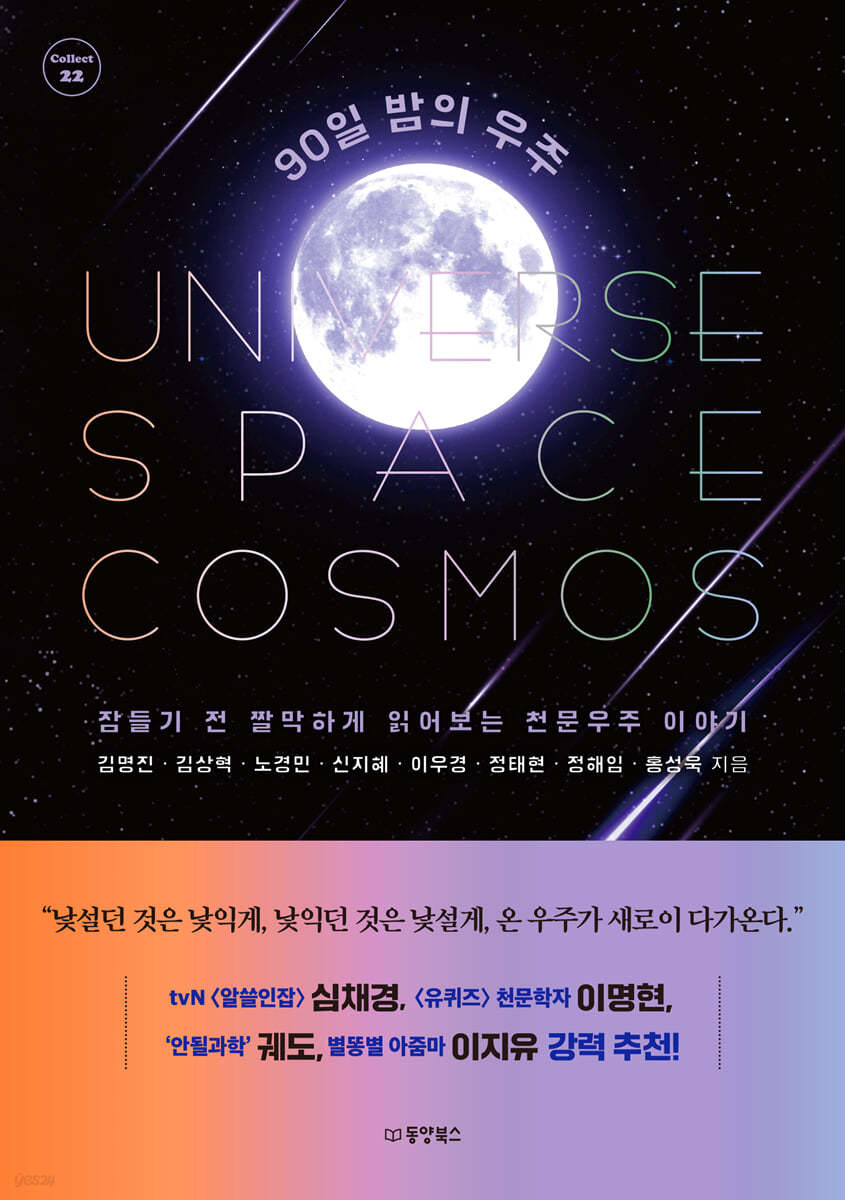 Collect
22
90일 밤의 우주
UNIVERSE
SPACE
COSMOS
잠들기 전 짤막하게 읽어보는 천문우주 이야기
김명진 · 김상혁 · 노경민 · 신지혜 · 이우경 · 정태현 · 정해임 · 홍성욱 지음
“낯설던 것은 낯익게, 낯익던 것은 낯설게, 온 우주가 새로이 다가온다.”
tvN 〈알쓸인잡〉 심채경, 〈유퀴즈〉 천문학자 이명현,
‘안될과학’ 궤도, 별똥별 아줌마 이지유 강력 추천!
동양북스
yes24